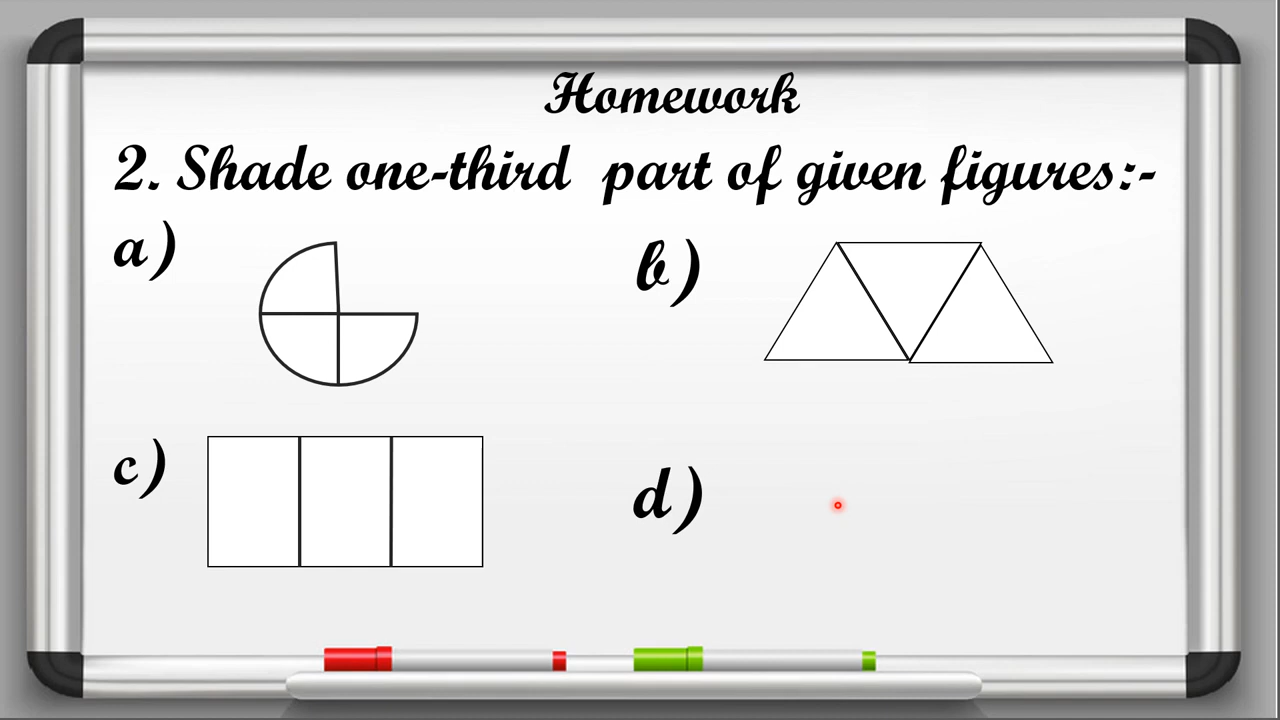 Homework
2. Shade one-third part of given figures:-
a)
b)
c)
d)